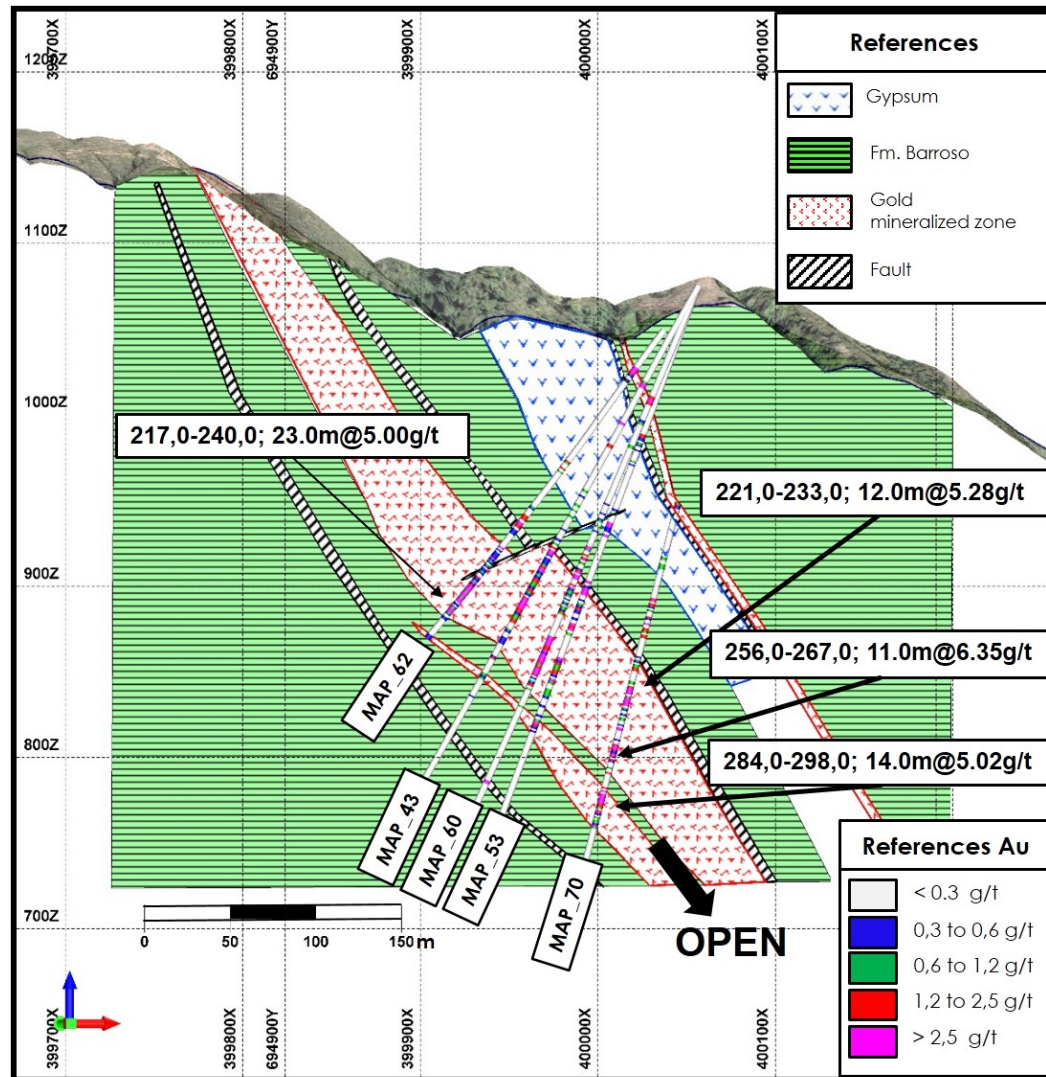 399700X
399800X
694900Y
399900X
400000X
400100X
1200Z
1100Z
1000Z
900Z
800Z
700Z
References
Gypsum
Fm. Barroso
Gold
mineralized zone
Fault
217,0-240,0; 23.0m@5.00g/t
221,0-233,0; 12.0m@5.28g/t
256,0-267,0; 11.0m@6.35g/t
284,0-298,0; 14.0m@5.02g/t
MAP_62
MAP_43
MAP_60
MAP_53
MAP_70
OPEN
0 50 100 150 m
References Au
< 0.3 g/t
0,3 to 0,6 g/t
0,6 to 1,2 g/t
1,2 to 2,5 g/t
> 2,5 g/t
399700X
399800X
694900Y
399900X
400000X
400100X